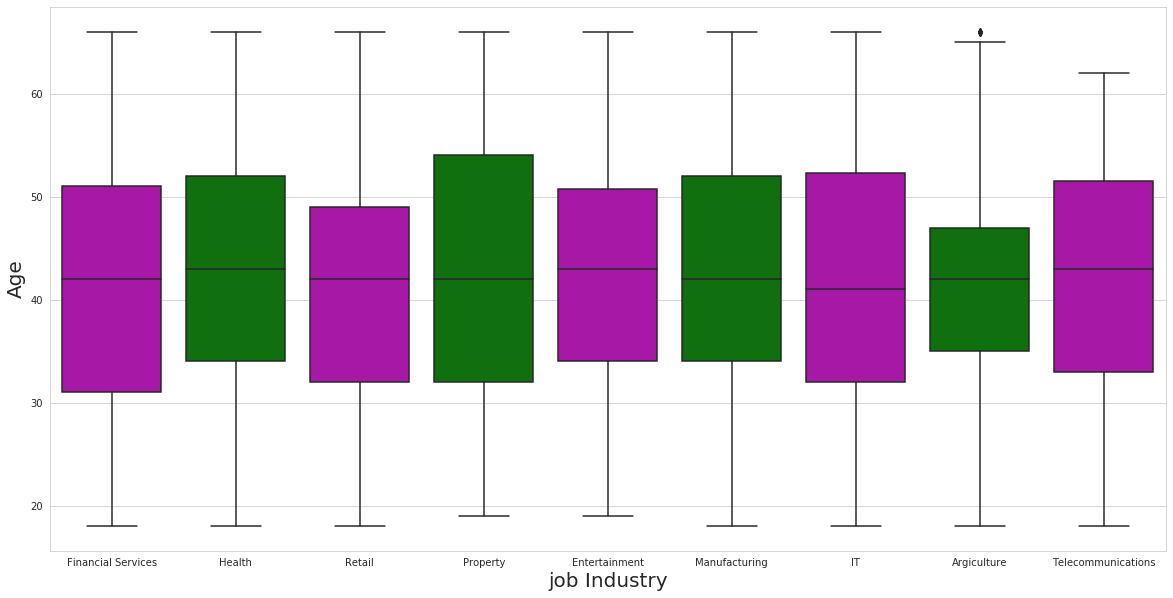 60
50
40
30
20
Age
Financial Services
Health
Retail
Property
Entertainment
Manufacturing
IT
Argiculture
Telecommunications
job Industry